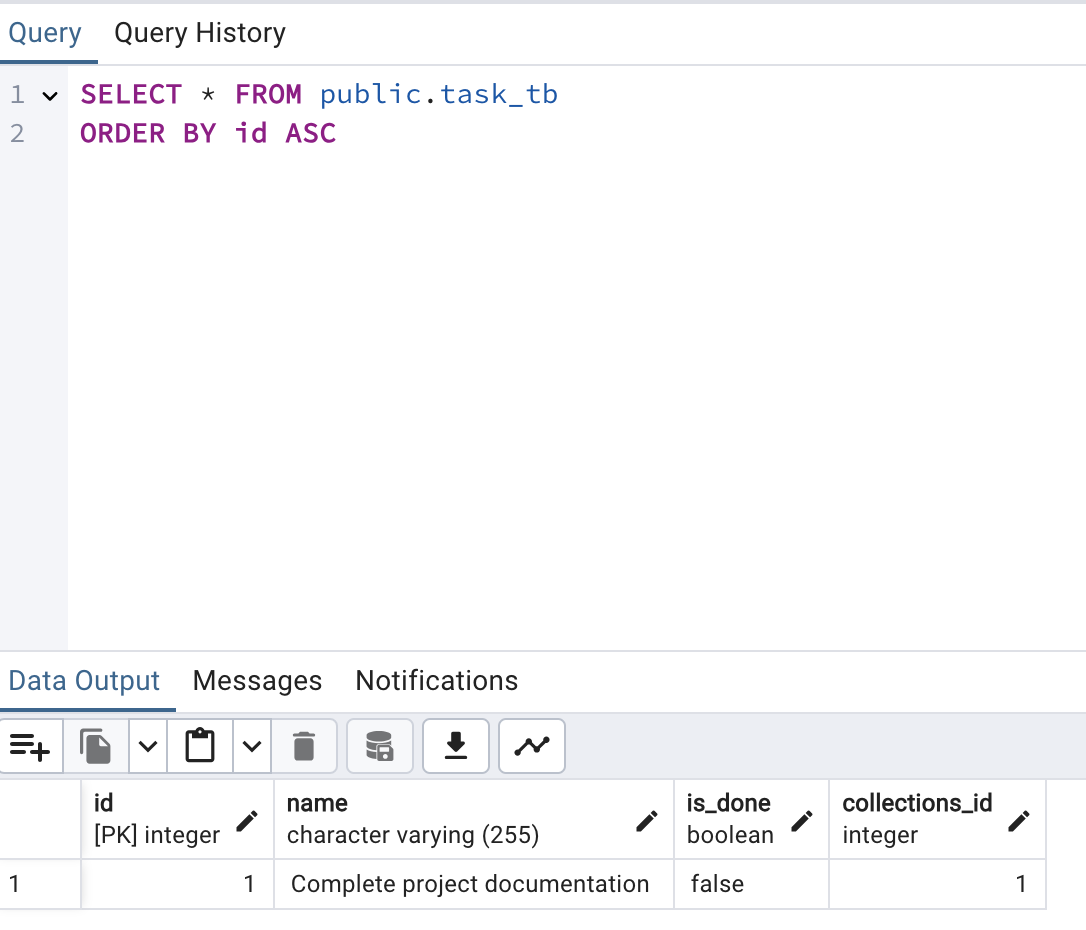 Query Query History
1 SELECT * FROM public.task_tb
2 ORDER BY id ASC
Data Output Messages Notifications
id name is_done collections_id
[PK] integer character varying (255) boolean integer
1 1 Complete project documentation false 1